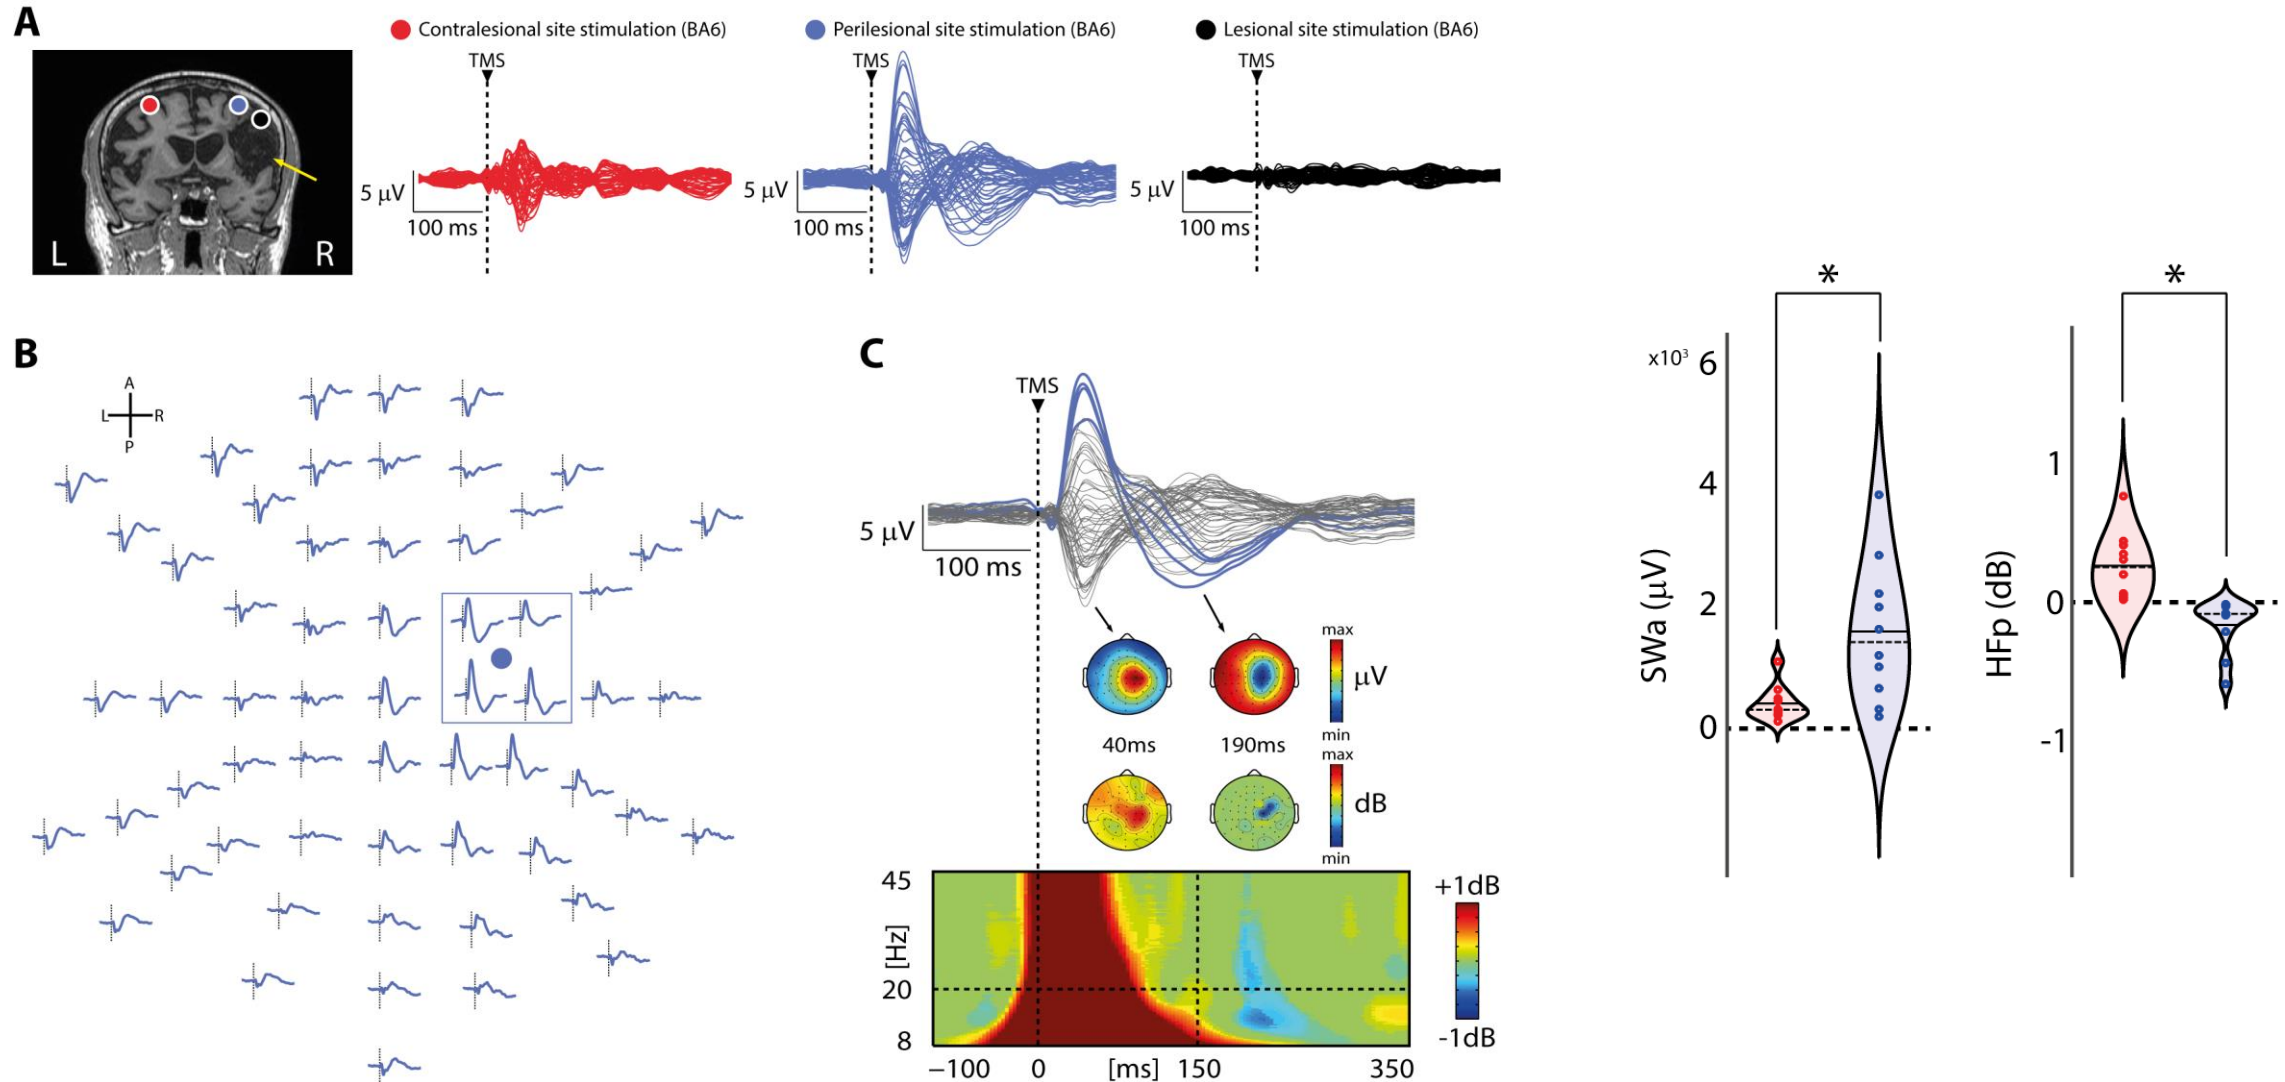 A
Contralesional site stimulation (BA6)
Perilesional site stimulation (BA6)
Lesional site stimulation (BA6)
TMS
TMS
TMS
5 μV
100 ms
5 μV
100 ms
5 μV
100 ms
L
R
B
A
L
R
P
C
TMS
5 μV
100 ms
max
μV
min
40ms
190ms
max
dB
min
45
20
8
[Hz]
−100
0
[ms]
150
350
+1dB
-1dB
*
x10³
6
4
2
0
SWa (μV)
*
1
0
-1
HFp (dB)